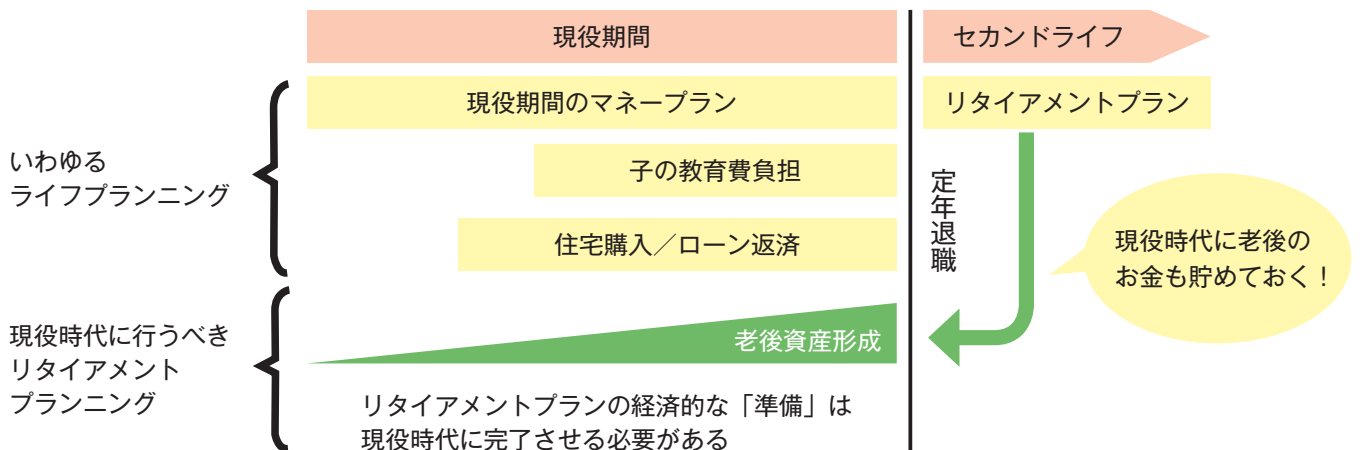 現役期間
セカンドライフ
現役期間のマネープラン
リタイアメントプラン
いわゆる
ライフプランニング
子の教育費負担
住宅購入／ローン返済
定年退職
現役時代に老後の
お金も貯めておく！
現役時代に行うべき
リタイアメント
プランニング
老後資産形成
リタイアメントプランの経済的な「準備」は
現役時代に完了させる必要がある